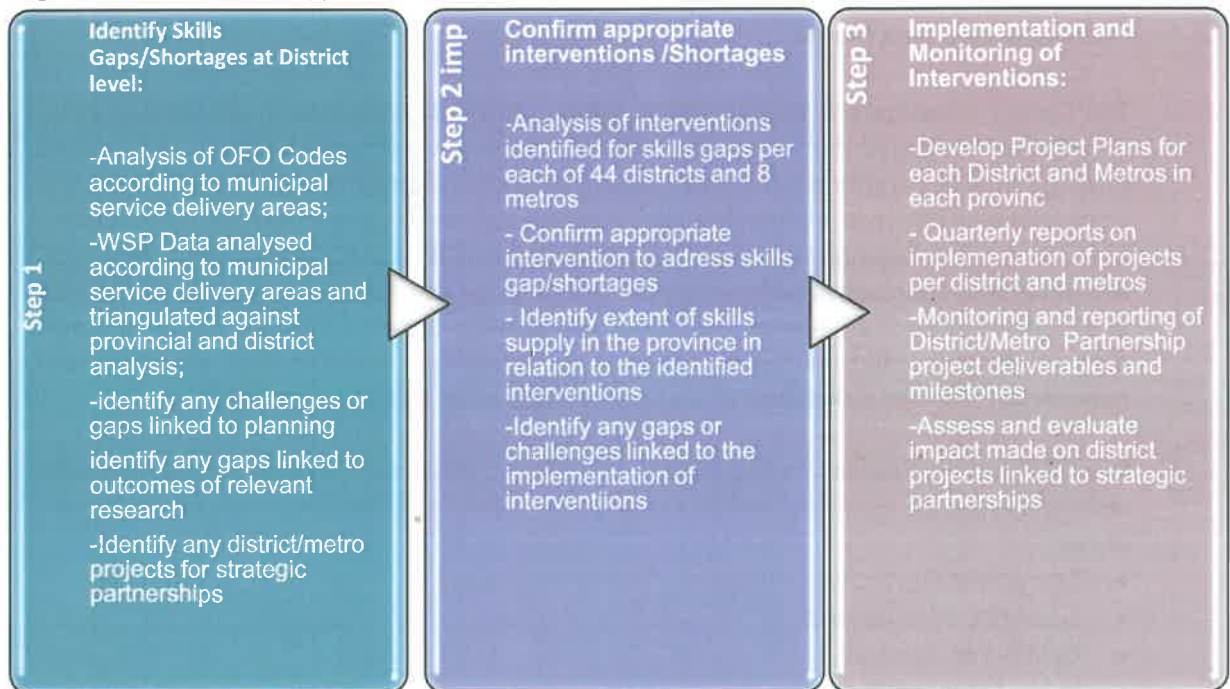 Step 1
Identify Skills
Gaps/Shortages at District
level:
-Analysis of OFO Codes
according to municipal
service delivery areas;
-WSP Data analysed
according to municipal
service delivery areas and
triangulated against
provincial and district
analysis;
-identify any challenges or
gaps linked to planning
identify any gaps linked to
outcomes of relevant
research
-Identify any district/metro
projects for strategic
partnerships
Step 2 imp
Confirm appropriate
interventions /Shortages
-Analysis of interventions
identified for skills gaps per
each of 44 districts and 8
metros
- Confirm appropriate
intervention to adress skills
gap/shortages
- Identify extent of skills
supply in the province in
relation to the identified
interventions
-Identify any gaps or
challenges linked to the
implementation of
interventiions
Step 3
Implementation and
Monitoring of
Interventions:
-Develop Project Plans for
each District and Metros in
each provinc
- Quarterly reports on
implemenation of projects
per district and metros
-Monitoring and reporting of
District/Metro Partnership
project deliverables and
milestones
-Assess and evaluate
impact made on district
projects linked to strategic
partnerships